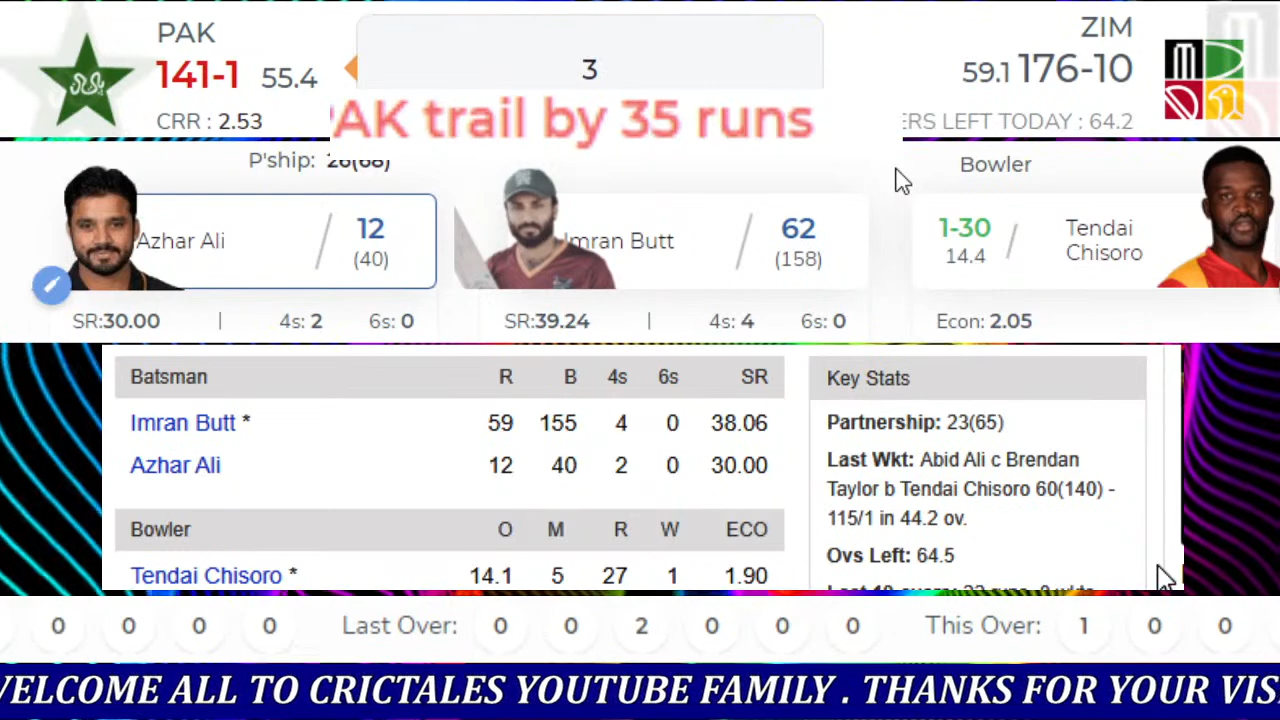 PAK
141-1 55.4
CRR : 2.53
3
PAK trail by 35 runs
ZIM
59.1 176-10
ERS LEFT TODAY : 64.2
P'ship: 26(68)
Bowler
Azhar Ali
12
(40)
Imran Butt
62
(158)
1-30
14.4
Tendai
Chisoro
SR:30.00 | 4s: 2 6s: 0
SR:39.24 | 4s: 4 6s: 0
Econ: 2.05
Batsman R B 4s 6s SR
Imran Butt * 59 155 4 0 38.06
Azhar Ali 12 40 2 0 30.00
Bowler O M R W ECO
Tendai Chisoro * 14.1 5 27 1 1.90
Key Stats
Partnership: 23(65)
Last Wkt: Abid Ali c Brendan
Taylor b Tendai Chisoro 60(140) -
115/1 in 44.2 ov.
Ovs Left: 64.5
0 0 0 0 Last Over: 0 0 2 0 0 0 This Over: 1 0 0
WELCOME ALL TO CRICTALES YOUTUBE FAMILY . THANKS FOR YOUR VIS